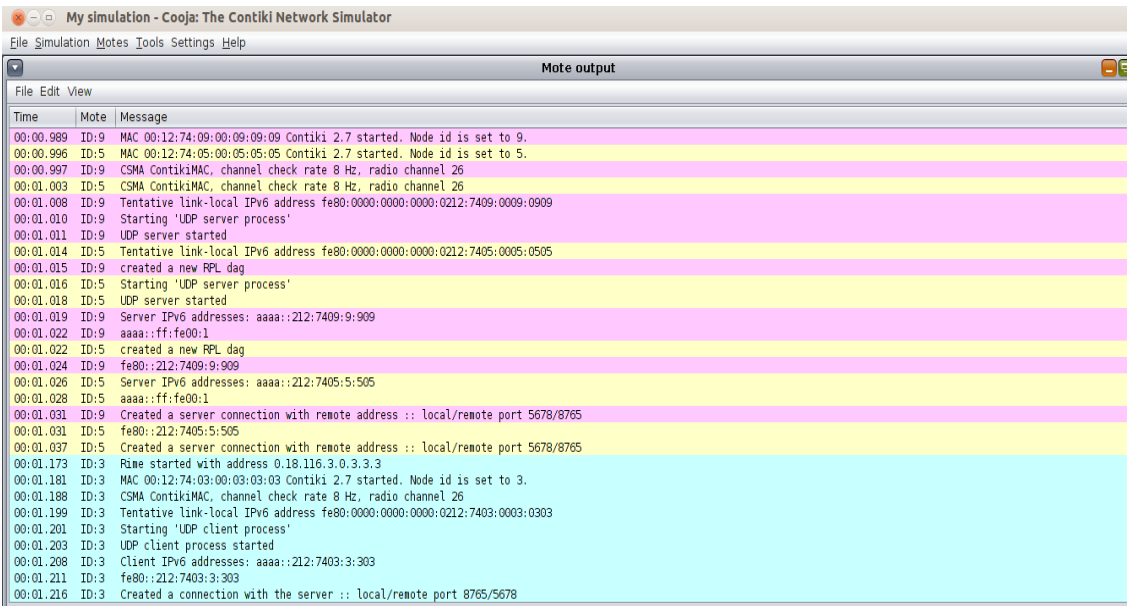 My simulation - Cooja: The Contiki Network Simulator
File Simulation Motes Tools Settings Help
Mote output
File Edit View
Time Mote Message
00:00.989 ID:9 MAC 00:12:74:09:00:09:09:09 Contiki 2.7 started. Node id is set to 9.
00:00.996 ID:5 MAC 00:12:74:05:00:05:05:05 Contiki 2.7 started. Node id is set to 5.
00:00.997 ID:9 CSMA ContikiMAC, channel check rate 8 Hz, radio channel 26
00:01.003 ID:5 CSMA ContikiMAC, channel check rate 8 Hz, radio channel 26
00:01.008 ID:9 Tentative link-local IPv6 address fe80:0000:0000:0000:0212:7409:0009:0909
00:01.010 ID:9 Starting 'UDP server process'
00:01.011 ID:9 UDP server started
00:01.014 ID:5 Tentative link-local IPv6 address fe80:0000:0000:0000:0212:7405:0005:0505
00:01.015 ID:9 created a new RPL dag
00:01.016 ID:5 Starting 'UDP server process'
00:01.018 ID:5 UDP server started
00:01.019 ID:9 Server IPv6 addresses: aaaa::212:7409:9:909
00:01.022 ID:9 aaaa::ff:fe00:1
00:01.022 ID:5 created a new RPL dag
00:01.024 ID:9 fe80::212:7409:9:909
00:01.026 ID:5 Server IPv6 addresses: aaaa::212:7405:5:505
00:01.028 ID:5 aaaa::ff:fe00:1
00:01.031 ID:9 Created a server connection with remote address :: local/remote port 5678/8765
00:01.031 ID:5 fe80::212:7405:5:505
00:01.037 ID:5 Created a server connection with remote address :: local/remote port 5678/8765
00:01.173 ID:3 Rime started with address 0.18.116.3.0.3.3.3
00:01.181 ID:3 MAC 00:12:74:03:00:03:03:03 Contiki 2.7 started. Node id is set to 3.
00:01.188 ID:3 CSMA ContikiMAC, channel check rate 8 Hz, radio channel 26
00:01.199 ID:3 Tentative link-local IPv6 address fe80:0000:0000:0000:0212:7403:0003:0303
00:01.201 ID:3 Starting 'UDP client process'
00:01.203 ID:3 UDP client process started
00:01.208 ID:3 Client IPv6 addresses: aaaa::212:7403:3:303
00:01.211 ID:3 fe80::212:7403:3:303
00:01.216 ID:3 Created a connection with the server :: local/remote port 8765/5678